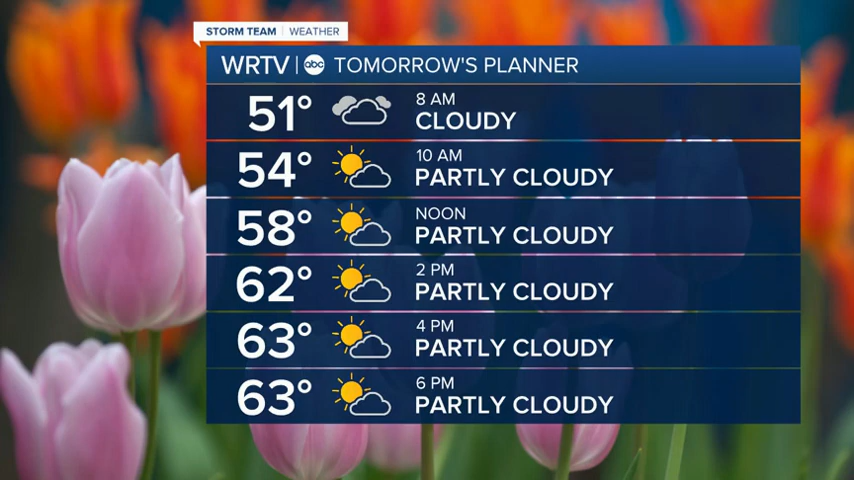 STORM TEAM | WEATHER
WRTV | abc TOMORROW'S PLANNER
51° 8 AM
CLOUDY
54° 10 AM
PARTLY CLOUDY
58° NOON
PARTLY CLOUDY
62° 2 PM
PARTLY CLOUDY
63° 4 PM
PARTLY CLOUDY
63° 6 PM
PARTLY CLOUDY